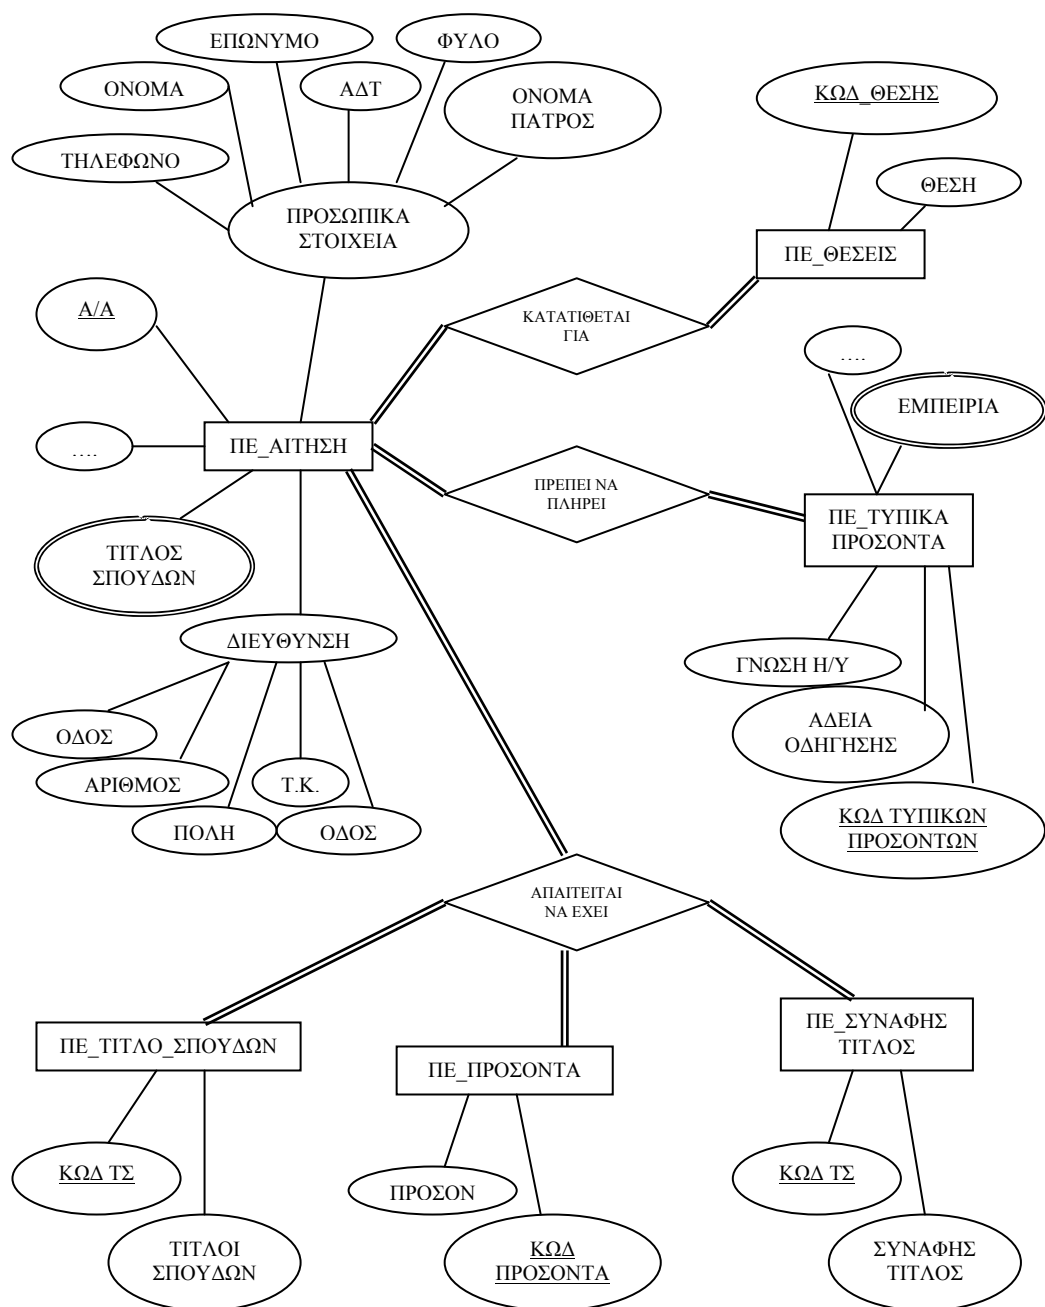 ΕΠΩΝΥΜΟ
ΦΥΛΟ
ΟΝΟΜΑ
ΑΔΤ
ΟΝΟΜΑ
ΠΑΤΡΟΣ
ΚΩΔ_ΘΕΣΗΣ
ΤΗΛΕΦΩΝΟ
ΘΕΣΗ
ΠΡΟΣΩΠΙΚΑ
ΣΤΟΙΧΕΙΑ
ΠΕ_ΘΕΣΕΙΣ
Α/Α
ΚΑΤΑΤΙΘΕΤΑΙ
ΓΙΑ
….
ΕΜΠΕΙΡΙΑ
….
ΠΕ_ΑΙΤΗΣΗ
ΠΡΕΠΕΙ ΝΑ
ΠΛΗΡΕΙ
ΠΕ_ΤΥΠΙΚΑ
ΠΡΟΣΟΝΤΑ
ΤΙΤΛΟΣ
ΣΠΟΥΔΩΝ
ΔΙΕΥΘΥΝΣΗ
ΓΝΩΣΗ Η/Υ
ΑΔΕΙΑ
ΟΔΗΓΗΣΗΣ
ΟΔΟΣ
ΑΡΙΘΜΟΣ
Τ.Κ.
ΠΟΛΗ
ΟΔΟΣ
ΚΩΔ ΤΥΠΙΚΩΝ
ΠΡΟΣΟΝΤΩΝ
ΑΠΑΙΤΕΙΤΑΙ
ΝΑ ΕΧΕΙ
ΠΕ_ΤΙΤΛΟ_ΣΠΟΥΔΩΝ
ΠΕ_ΠΡΟΣΟΝΤΑ
ΠΕ_ΣΥΝΑΦΗΣ
ΤΙΤΛΟΣ
ΚΩΔ ΤΣ
ΠΡΟΣΟΝ
ΚΩΔ ΤΣ
ΤΙΤΛΟΙ
ΣΠΟΥΔΩΝ
ΚΩΔ
ΠΡΟΣΟΝΤΑ
ΣΥΝΑΦΗΣ
ΤΙΤΛΟΣ